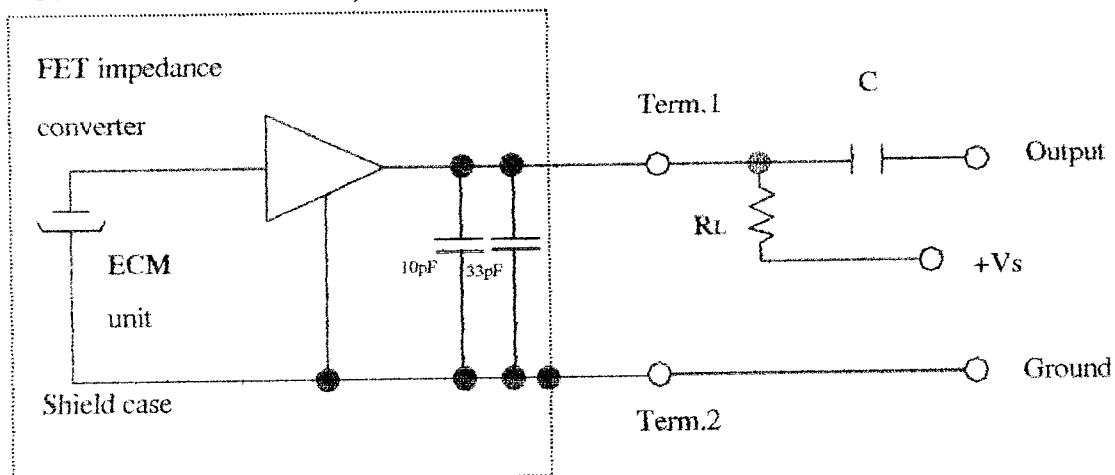 FET impedance
converter
ECM
unit
Shield case
10pF
33pF
Term.1
Term.2
C
RL
Output
+Vs
Ground